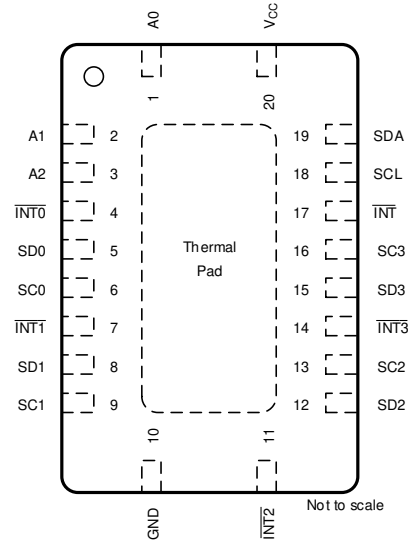 A0 VCC
1 20
A1 2 19 SDA
A2 3 18 SCL
INT0 4 17 INT
SD0 5 16 SC3
Thermal
Pad
SC0 6 15 SD3
INT1 7 14 INT3
SD1 8 13 SC2
SC1 9 12 SD2
10 11
GND INT2
Not to scale